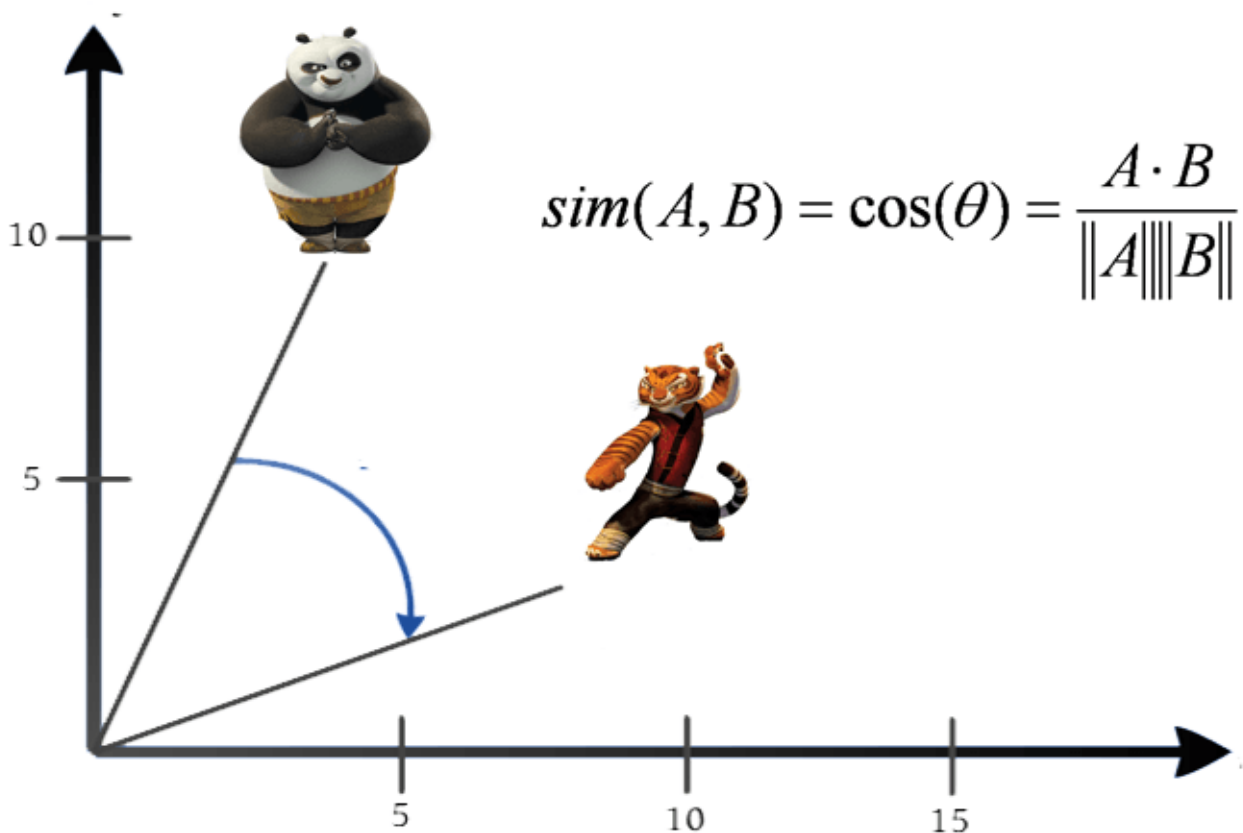 10
sim(A, B) = cos(θ) = A · B / ‖A‖‖B‖
5
5 10 15